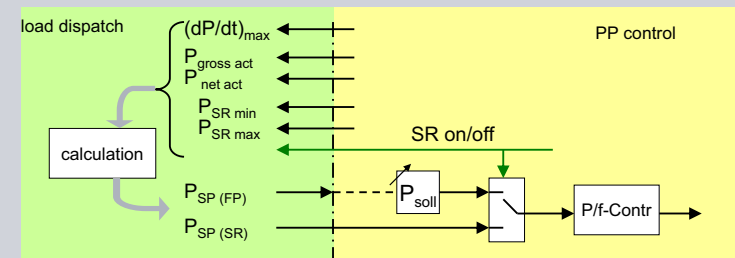 load dispatch
PP control
(dP/dt)max
Pgross act
Pnet act
PSR min
PSR max
SR on/off
calculation
PSP (FP)
Psoll
P/f-Contr
PSP (SR)